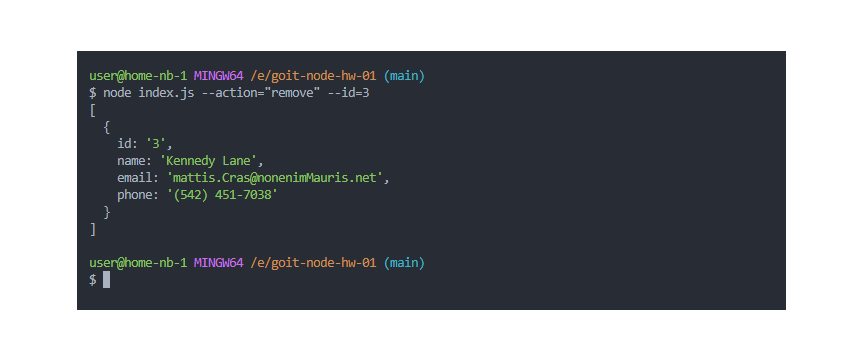 user@home-nb-1 MINGW64 /e/goit-node-hw-01 (main)
$ node index.js --action="remove" --id=3
[
  {
    id: '3',
    name: 'Kennedy Lane',
    email: 'mattis.Cras@nonenimMauris.net',
    phone: '(542) 451-7038'
  }
]
user@home-nb-1 MINGW64 /e/goit-node-hw-01 (main)
$